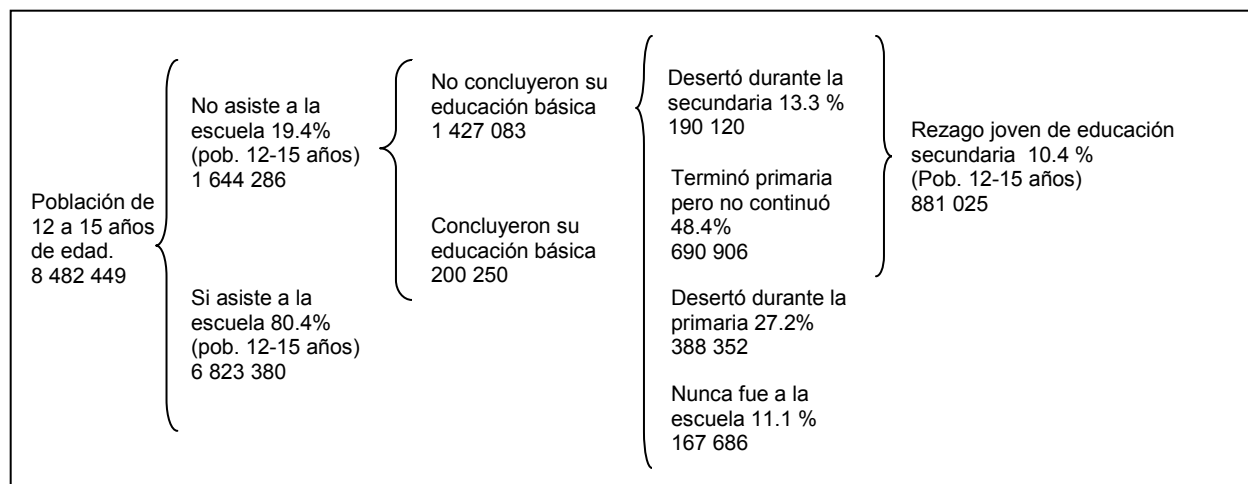 Población de
12 a 15 años
de edad.
8 482 449
No asiste a la
escuela 19.4%
(pob. 12-15 años)
1 644 286
Si asiste a la
escuela 80.4%
(pob. 12-15 años)
6 823 380
No concluyeron su
educación básica
1 427 083
Concluyeron su
educación básica
200 250
Desertó durante la
secundaria 13.3 %
190 120
Terminó primaria
pero no continuó
48.4%
690 906
Desertó durante la
primaria 27.2%
388 352
Nunca fue a la
escuela 11.1 %
167 686
Rezago joven de educación
secundaria 10.4 %
(Pob. 12-15 años)
881 025